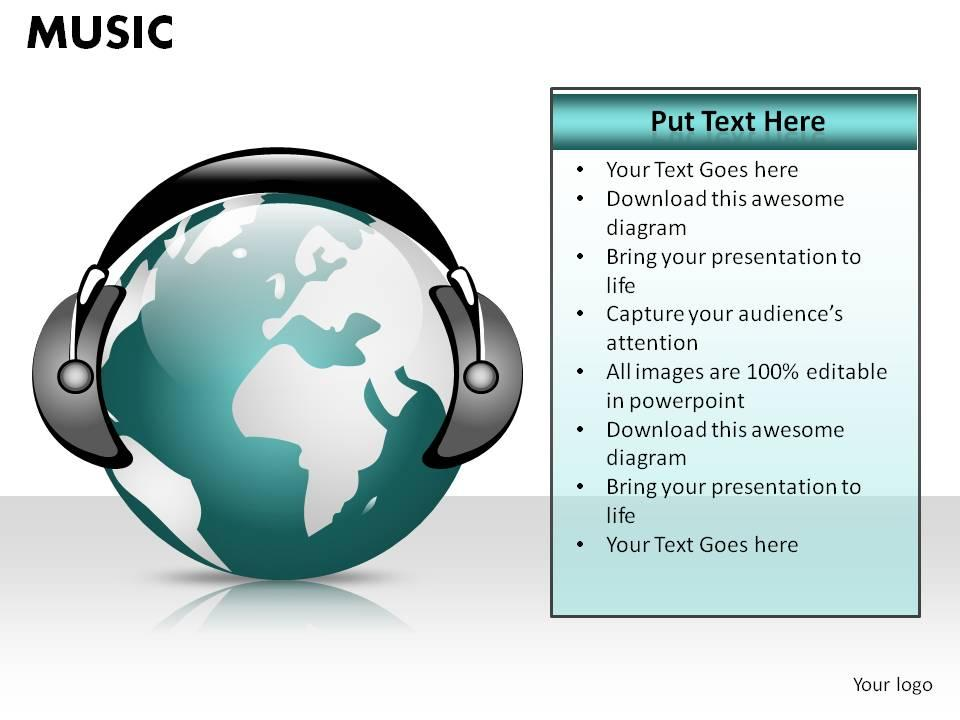 MUSIC
Put Text Here
• Your Text Goes here
• Download this awesome
diagram
• Bring your presentation to
life
• Capture your audience’s
attention
• All images are 100% editable
in powerpoint
• Download this awesome
diagram
• Bring your presentation to
life
• Your Text Goes here
Your logo